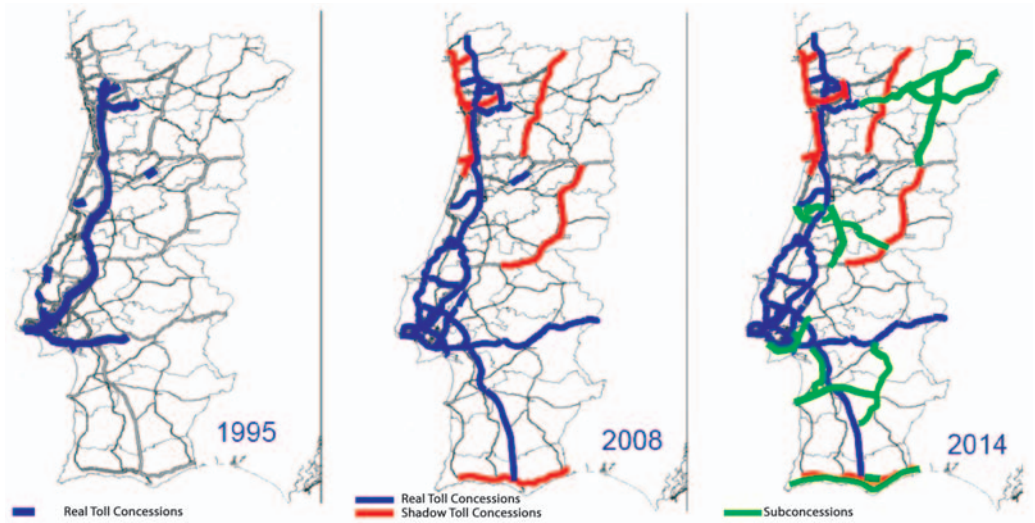 1995
2008
2014
Real Toll Concessions
Real Toll Concessions
Shadow Toll Concessions
Subconcessions